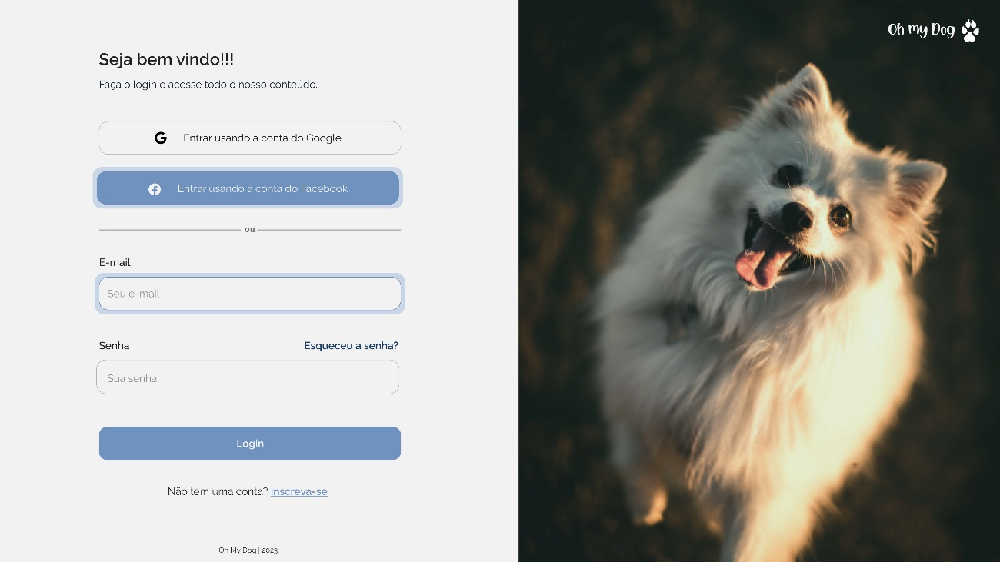 Seja bem vindo!!!
Faça o login e acesse todo o nosso conteúdo.
Entrar usando a conta do Google
Entrar usando a conta do Facebook
ou
E-mail
Seu e-mail
Senha Esqueceu a senha?
Sua senha
Login
Não tem uma conta? Inscreva-se
Oh My Dog | 2023
Oh my Dog